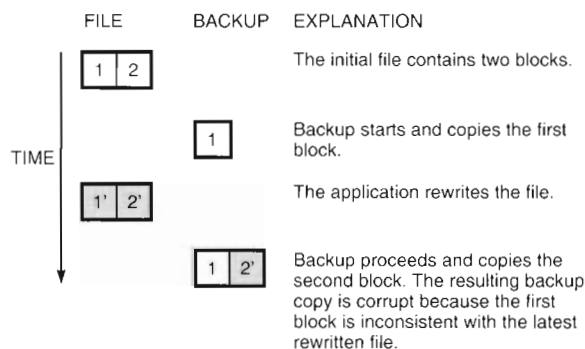 FILE BACKUP EXPLANATION
1 2 The initial file contains two blocks.
1 Backup starts and copies the first
block.
TIME
1' 2' The application rewrites the file.
1 2' Backup proceeds and copies the
second block. The resulting backup
copy is corrupt because the first
block is inconsistent with the latest
rewritten file.